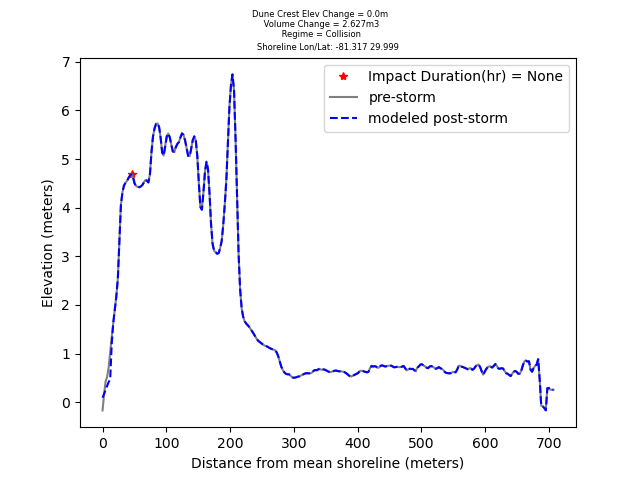 Dune Crest Elev Change = 0.0m
Volume Change = 2.627m3
Regime = Collision
Shoreline Lon/Lat: -81.317 29.999
Impact Duration(hr) = None
pre-storm
modeled post-storm
Elevation (meters)
7
6
5
4
3
2
1
0
0 100 200 300 400 500 600 700
Distance from mean shoreline (meters)